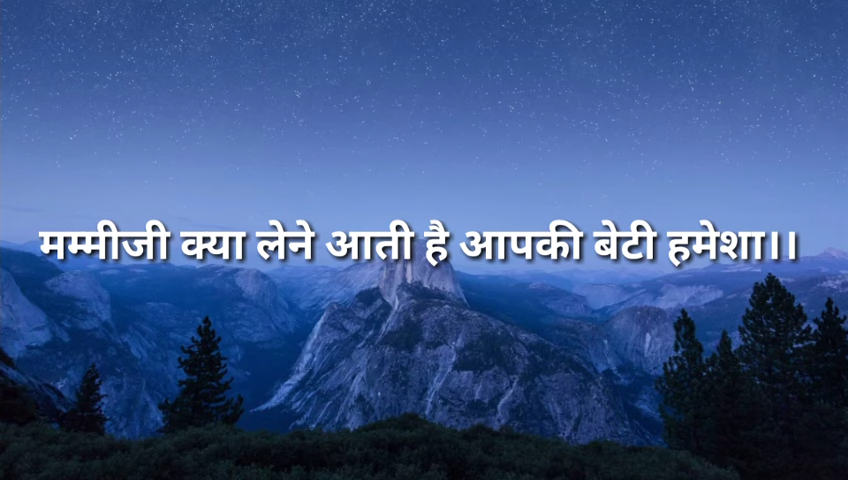 मम्मीजी क्या लेने आती है आपकी बेटी हमेशा।।